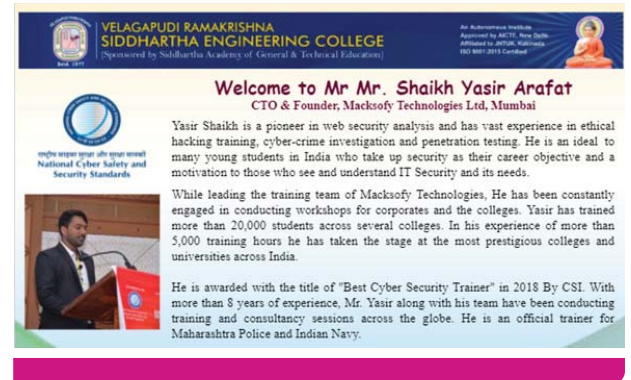 VELAGAPUDI RAMAKRISHNA
SIDDHARTHA ENGINEERING COLLEGE
(Sponsored by Siddhartha Academy of General & Technical Education)
An Autonomous Institute
Approved by AICTE, New Delhi
Affiliated to JNTUK, Kakinada
ISO 9001:2015 Certified
Estd. 1977
Welcome to Mr Mr. Shaikh Yasir Arafat
CTO & Founder, Macksofy Technologies Ltd, Mumbai
राष्ट्रीय साइबर सुरक्षा और सुरक्षा मानकों
National Cyber Safety and
Security Standards
Yasir Shaikh is a pioneer in web security analysis and has vast experience in ethical
hacking training, cyber-crime investigation and penetration testing. He is an ideal to
many young students in India who take up security as their career objective and a
motivation to those who see and understand IT Security and its needs.
While leading the training team of Macksofy Technologies, He has been constantly
engaged in conducting workshops for corporates and the colleges. Yasir has trained
more than 20,000 students across several colleges. In his experience of more than
5,000 training hours he has taken the stage at the most prestigious colleges and
universities across India.
He is awarded with the title of "Best Cyber Security Trainer" in 2018 By CSI. With
more than 8 years of experience, Mr. Yasir along with his team have been conducting
training and consultancy sessions across the globe. He is an official trainer for
Maharashtra Police and Indian Navy.